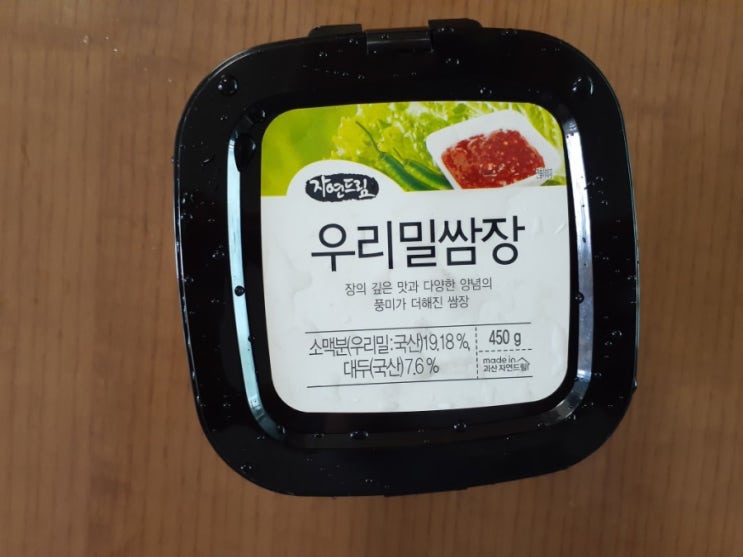 자연드림
우리밀쌈장
장의 깊은 맛과 다양한 양념의
풍미가 더해진 쌈장
소맥분(우리밀:국산)19.18%,
대두(국산)7.6%
450 g
made in
괴산 자연드림